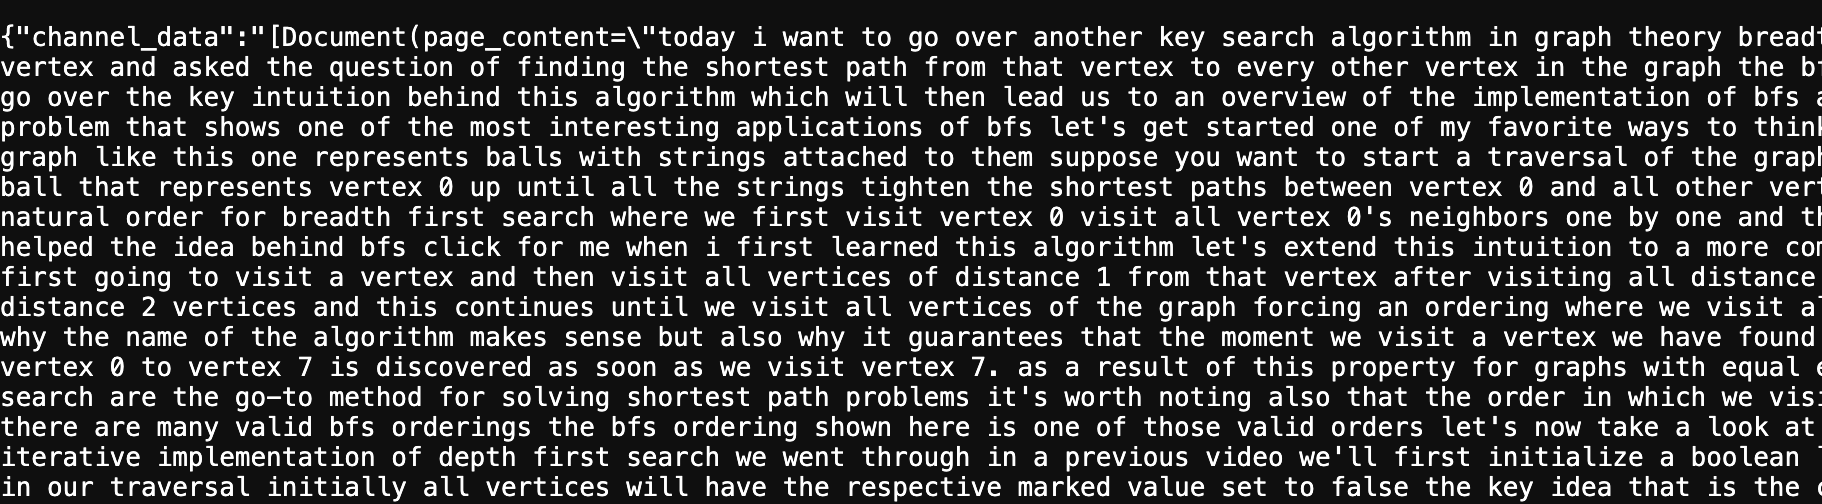 {"channel_data":"[Document(page_content=\"today i want to go over another key search algorithm in graph theory
vertex and asked the question of finding the shortest path from that vertex to every other vertex in the graph the
go over the key intuition behind this algorithm which will then lead us to an overview of the implementation of bfs
problem that shows one of the most interesting applications of bfs let's get started one of my favorite ways to
graph like this one represents balls with strings attached to them suppose you want to start a traversal of the
ball that represents vertex 0 up until all the strings tighten the shortest paths between vertex 0 and all other
natural order for breadth first search where we first visit vertex 0 visit all vertex 0's neighbors one by one and
helped the idea behind bfs click for me when i first learned this algorithm let's extend this intuition to a more
first going to visit a vertex and then visit all vertices of distance 1 from that vertex after visiting all distance
distance 2 vertices and this continues until we visit all vertices of the graph forcing an ordering where we visit
why the name of the algorithm makes sense but also why it guarantees that the moment we visit a vertex we have found
vertex 0 to vertex 7 is discovered as soon as we visit vertex 7. as a result of this property for graphs with equal
search are the go-to method for solving shortest path problems it's worth noting also that the order in which we
there are many valid bfs orderings the bfs ordering shown here is one of those valid orders let's now take a look at
iterative implementation of depth first search we went through in a previous video we'll first initialize a boolean
in our traversal initially all vertices will have the respective marked value set to false the key idea that is the